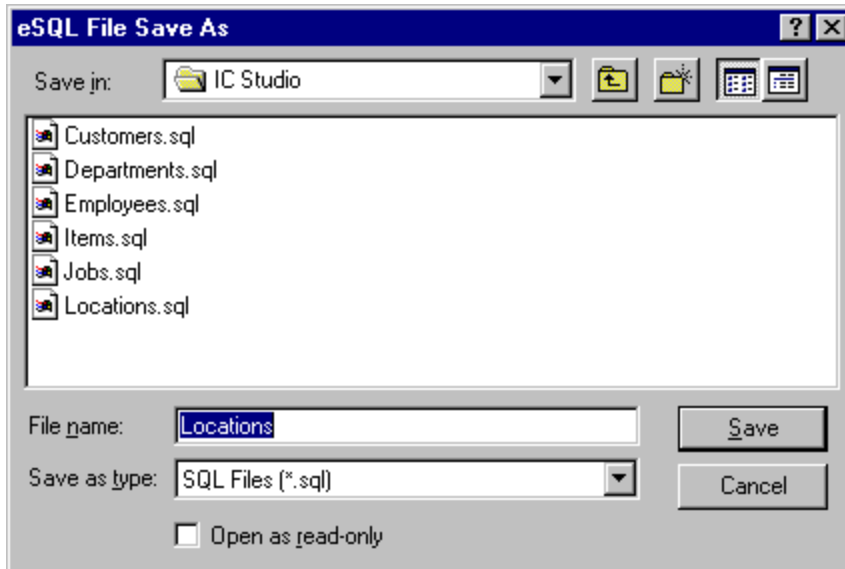 eSQL File Save As
Save in: IC Studio
Customers.sql
Departments.sql
Employees.sql
Items.sql
Jobs.sql
Locations.sql
File name: Locations Save
Save as type: SQL Files (*.sql) Cancel
Open as read-only